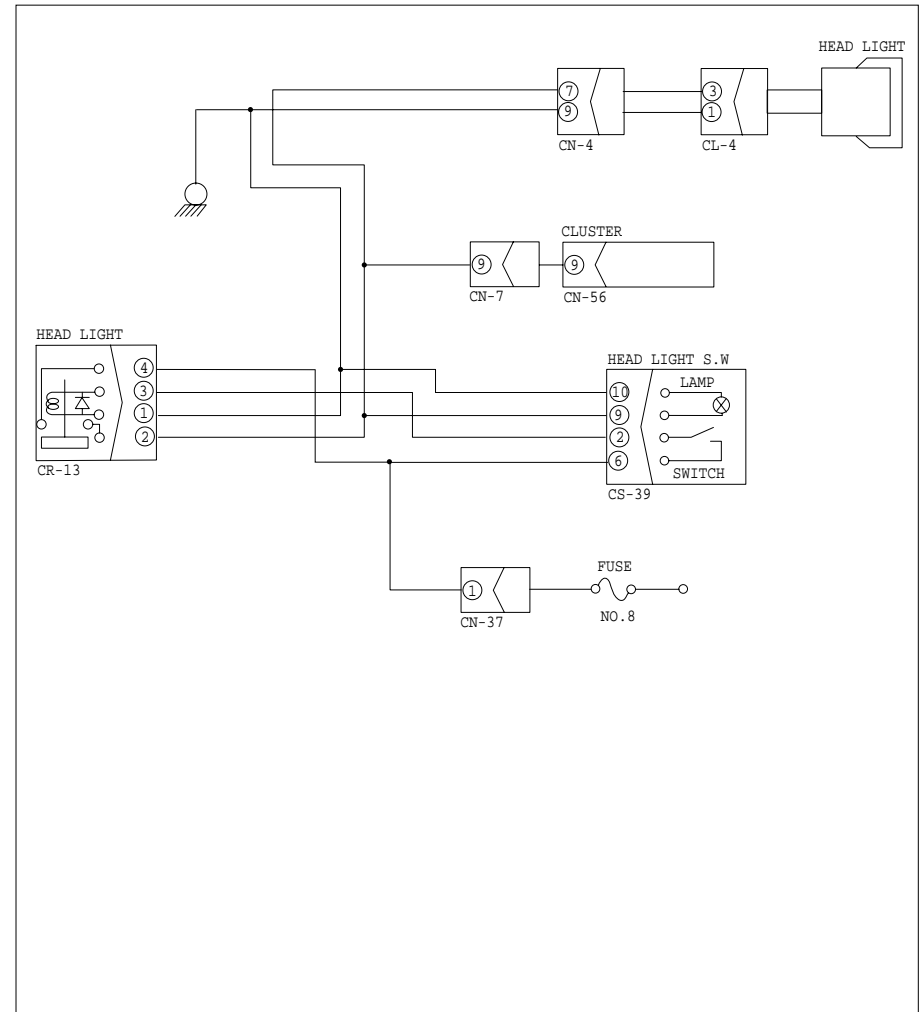 HEAD LIGHT
7
9
CN-4
3
1
CL-4
CLUSTER
9
CN-7
9
CN-56
HEAD LIGHT
4
3
1
2
CR-13
HEAD LIGHT S.W
10
9
2
6
LAMP
SWITCH
CS-39
1
CN-37
FUSE
NO.8